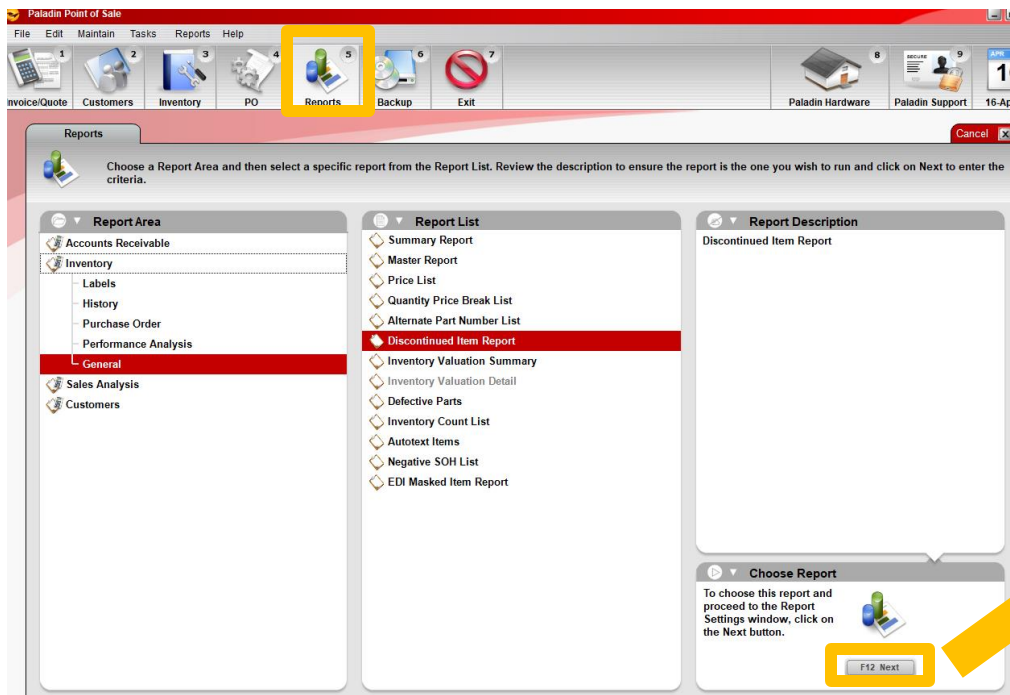 Paladin Point of Sale
File Edit Maintain Tasks Reports Help
1 2 3 4 5 6 7 8 SECURE 9 APR
nvoice/Quote Customers Inventory PO Reports Backup Exit Paladin Hardware Paladin Support 16-Ap
Reports
Cancel X
Choose a Report Area and then select a specific report from the Report List. Review the description to ensure the report is the one you wish to run and click on Next to enter the
criteria.
Report Area
Accounts Receivable
Inventory
Labels
History
Purchase Order
Performance Analysis
General
Sales Analysis
Customers
Report List
Summary Report
Master Report
Price List
Quantity Price Break List
Alternate Part Number List
Discontinued Item Report
Inventory Valuation Summary
Inventory Valuation Detail
Defective Parts
Inventory Count List
Autotext Items
Negative SOH List
EDI Masked Item Report
Report Description
Discontinued Item Report
Choose Report
To choose this report and
proceed to the Report
Settings window, click on
the Next button.
F12 Next